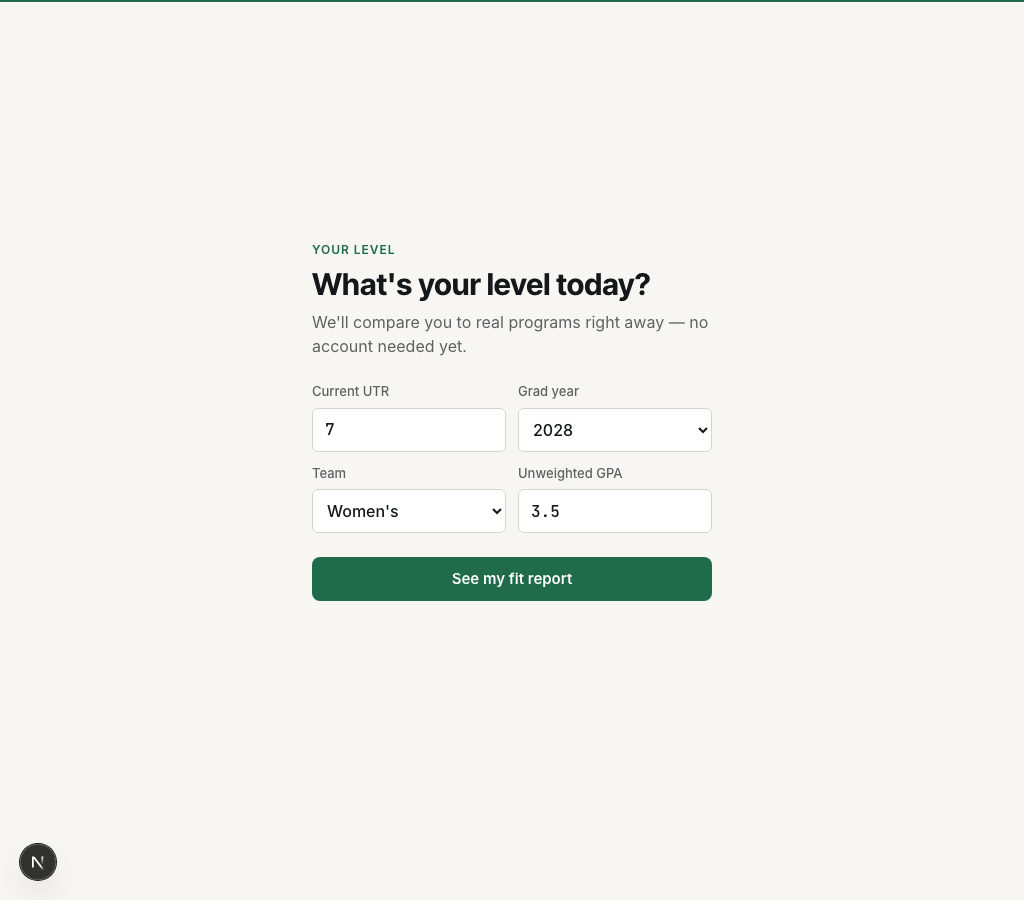 YOUR LEVEL
What's your level today?
We'll compare you to real programs right away — no
account needed yet.
Current UTR
Grad year
7
2028
Team
Unweighted GPA
Women's
3.5
See my fit report
N